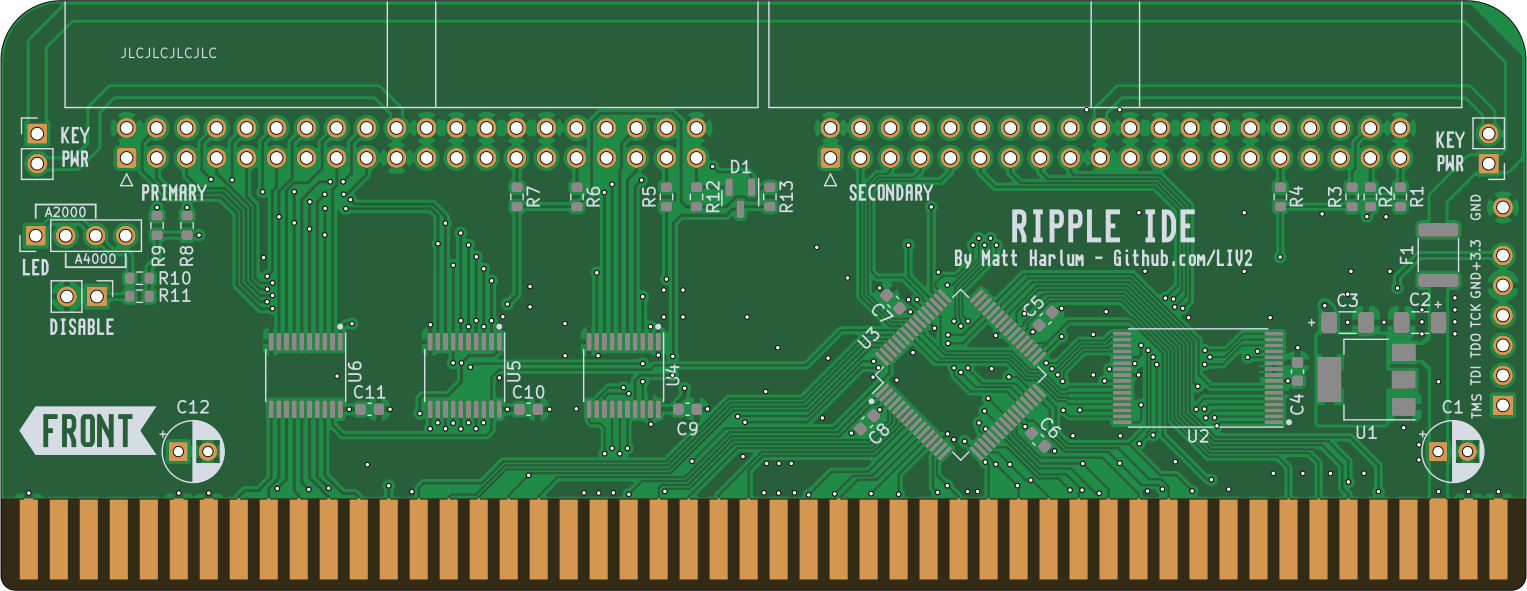 JLCJLCJLCJLC
KEY
PWR
KEY
PWR
D1
PRIMARY
R7
R6
R5
R12
R13
SECONDARY
R4
R3
R2
R1
A2000
GND
RIPPLE IDE
By Matt Harlum - Github.com/LIV2
LED
A4000
R9
R8
R10
R11
DISABLE
F1
+3.3
GND
TCK
TDO
TDI
TMS
C7
C5
C3
C2
+
+
U3
U6
U5
U4
C11
C10
C9
C4
C12
+
FRONT
C8
C6
U2
U1
C1
+